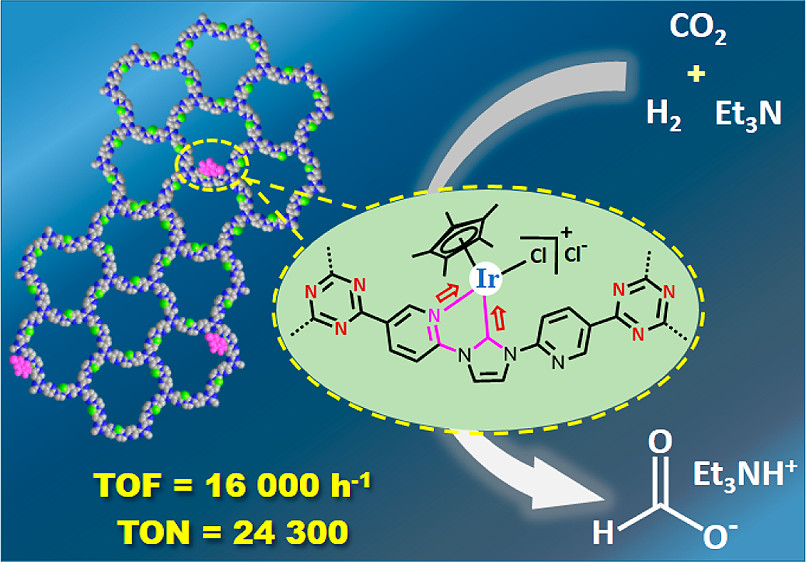 CO₂
+
H₂ Et₃N
Cl
+
Cl⁻
Ir
N
N
N
N
N
N
N
N
N
N
TOF = 16 000 h⁻¹
TON = 24 300
O
Et₃NH⁺
H
O⁻